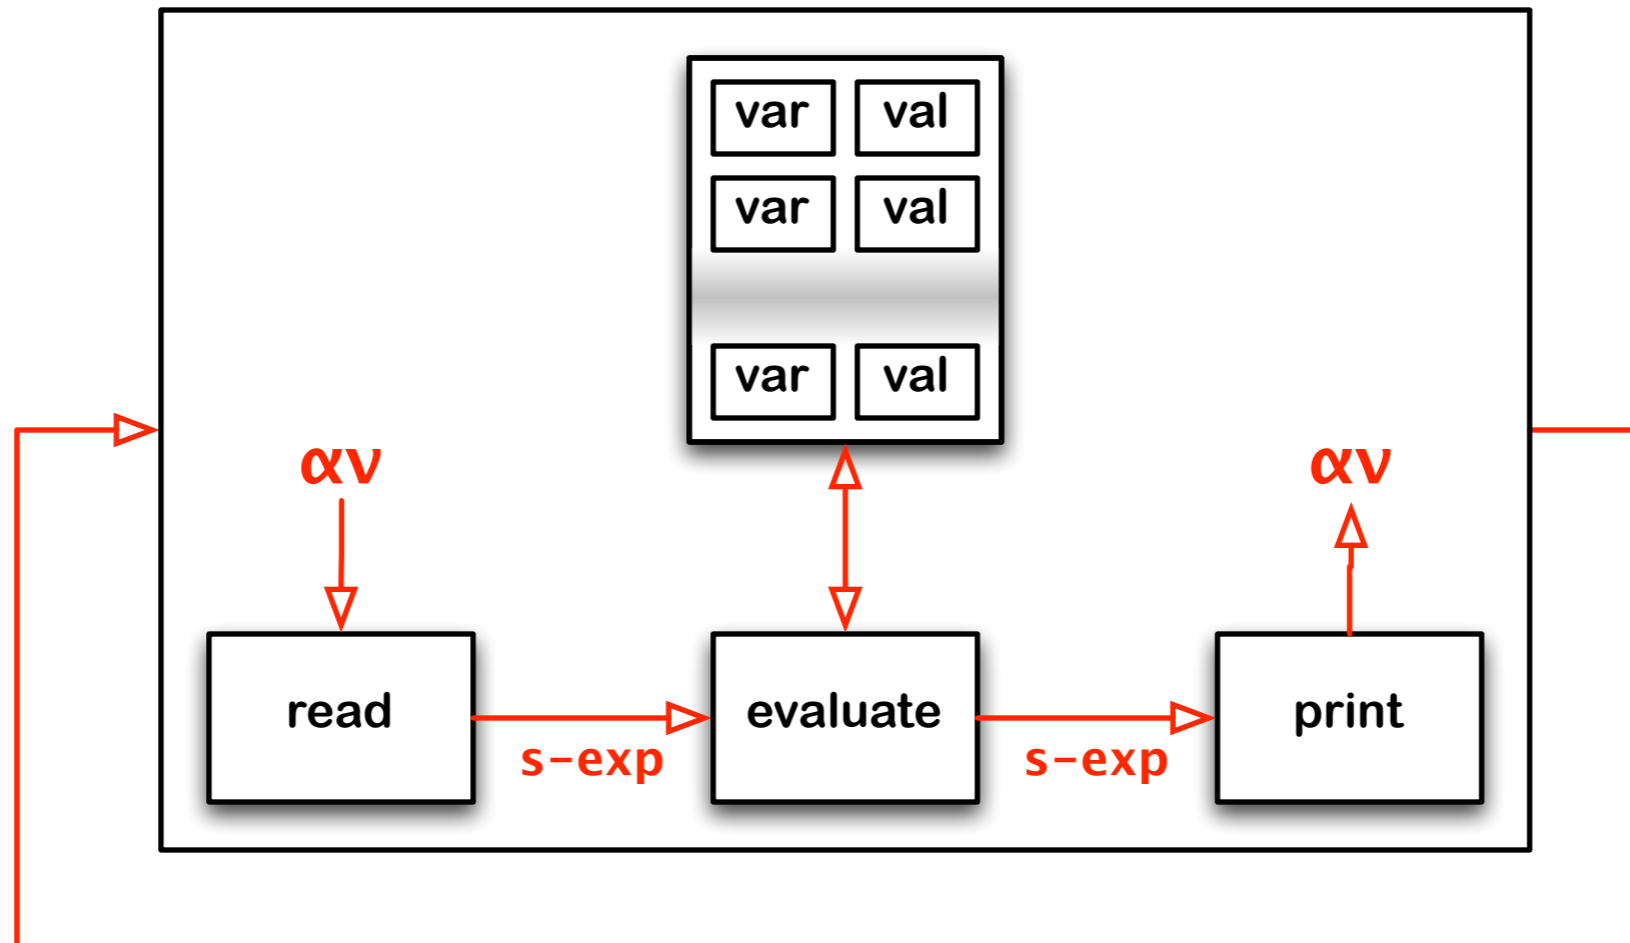 var val
var val
var val
αν
αν
read
evaluate
print
s-exp
s-exp